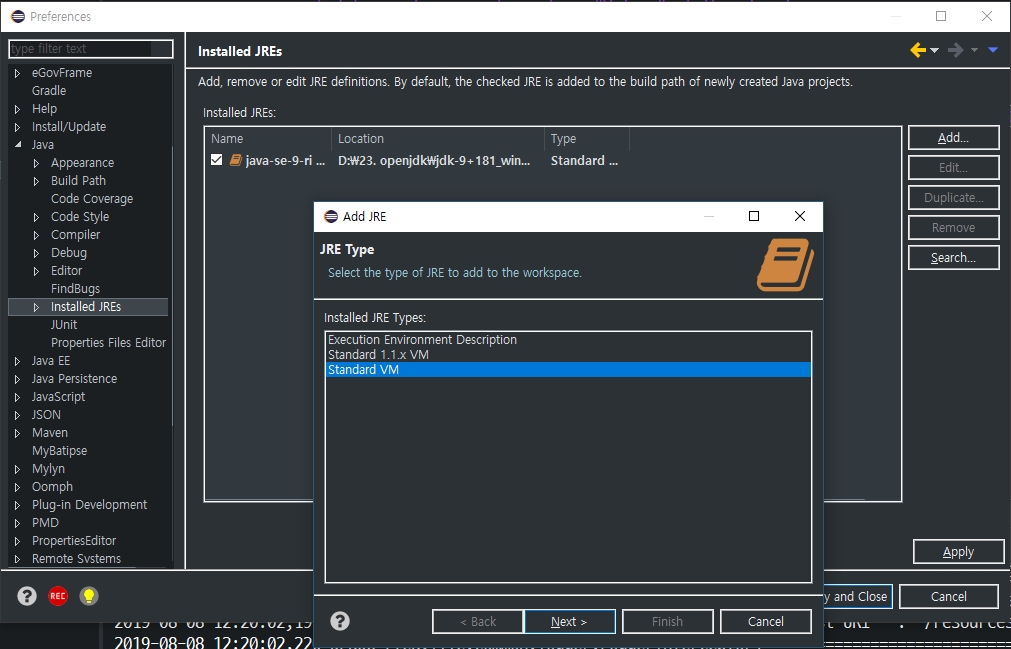 Preferences
type filter text
eGovFrame
Gradle
Help
Install/Update
Java
Appearance
Build Path
Code Coverage
Code Style
Compiler
Debug
Editor
FindBugs
Installed JREs
JUnit
Properties Files Editor
Java EE
Java Persistence
JavaScript
JSON
Maven
MyBatipse
Mylyn
Oomph
Plug-in Development
PMD
PropertiesEditor
Remote Systems
Installed JREs
Add, remove or edit JRE definitions. By default, the checked JRE is added to the build path of newly created Java projects.
Installed JREs:
Name Location Type
java-se-9-ri ... D:₩23. openjdk₩jdk-9+181_win... Standard ...
Add...
Edit...
Duplicate...
Remove
Search...
Add JRE
JRE Type
Select the type of JRE to add to the workspace.
Installed JRE Types:
Execution Environment Description
Standard 1.1.x VM
Standard VM
< Back Next > Finish Cancel
Apply
REC
y and Close Cancel
2019-08-08 12:20:02,
2019-08-08 12:20:02,22